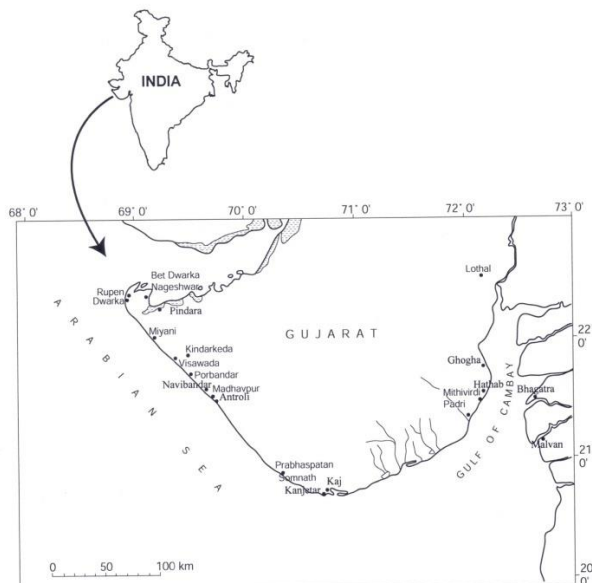 INDIA
68° 0'
69° 0'
70° 0'
71° 0'
72° 0'
73° 0'
Lothal
Bet Dwarka
Nageshwar
Rupen
Dwarka
Pindara
GUJARAT
22°
0'
Miyani
Kindarkeda
Visawada
Porbandar
Navibandar
Madhavpur
Antroli
Ghogha
Hathab
Mithivirdi
Padri
Bhagatra
Malvan
ARABIAN SEA
GULF OF CAMBAY
21°
0'
Prabhaspatan
Somnath
Kaj
Kanjetar
0 50 100 km
20°
0'